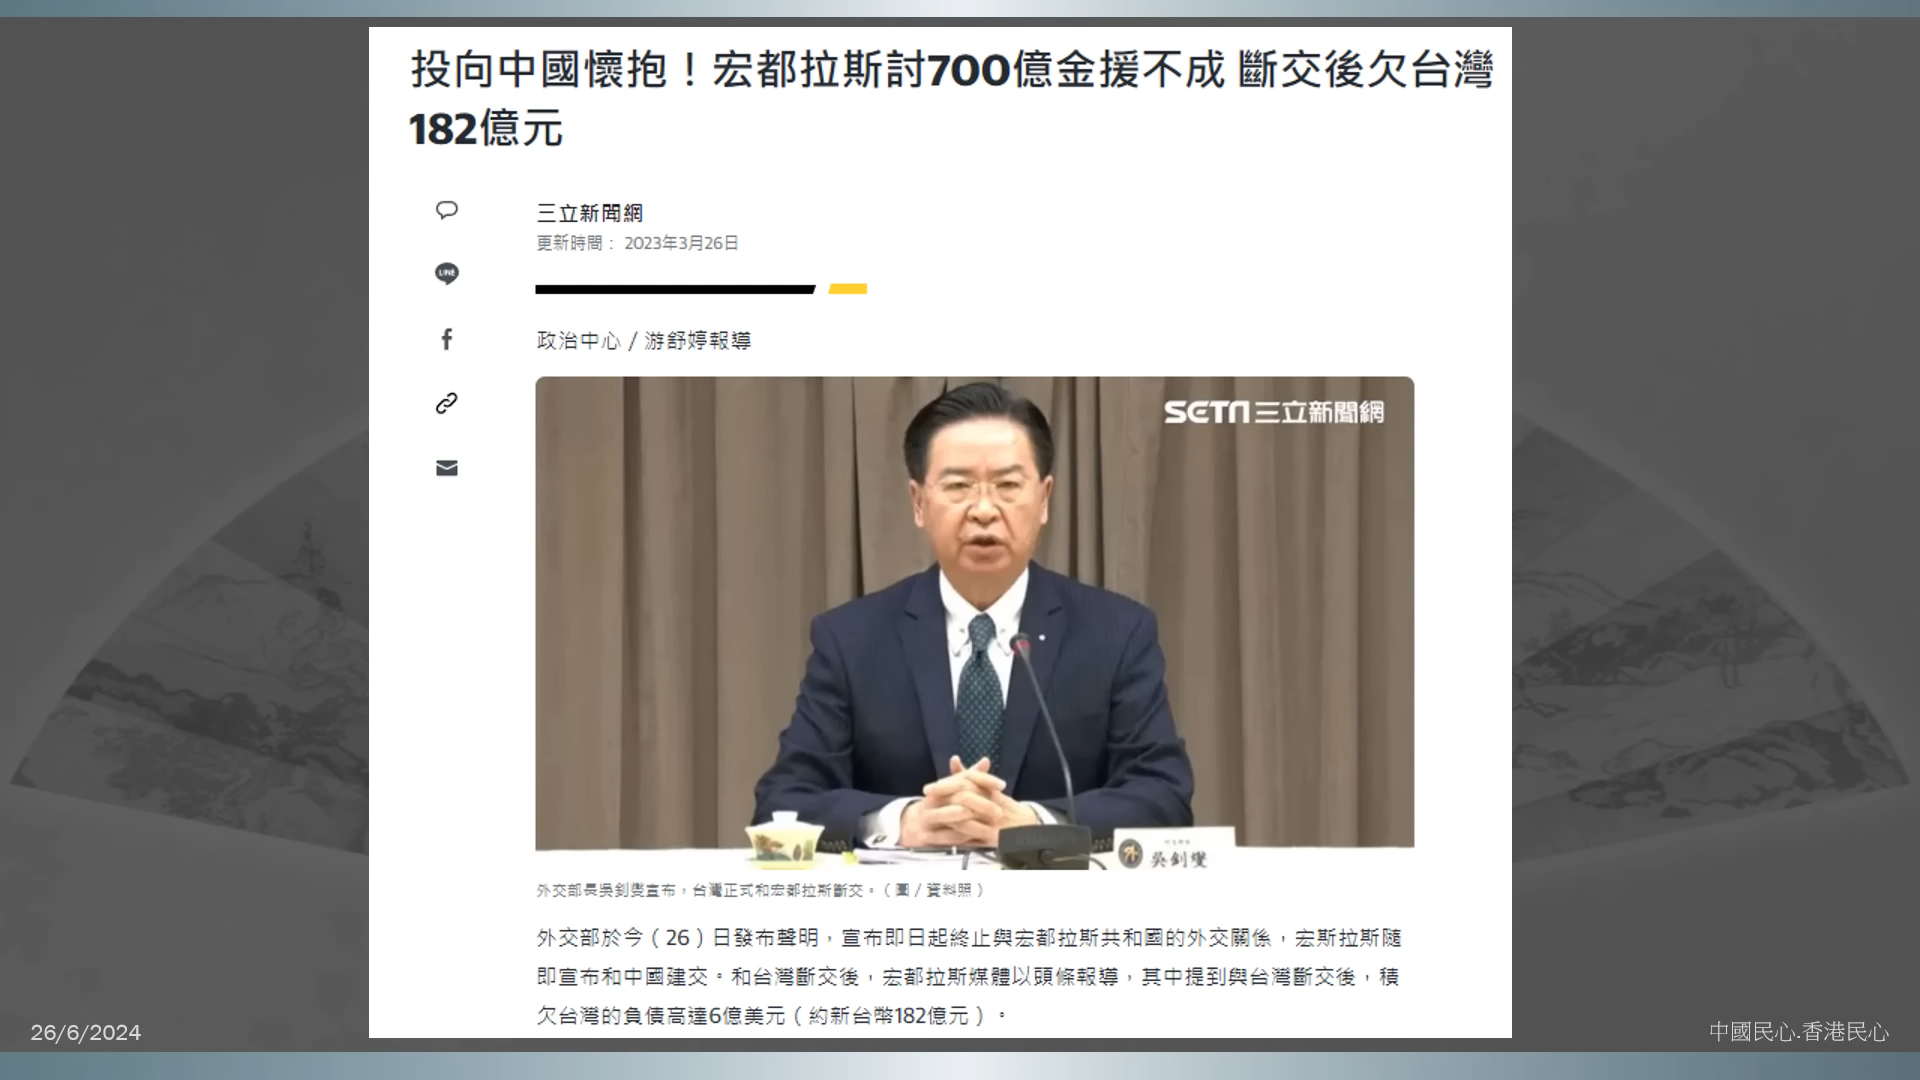 投向中國懷抱！宏都拉斯討700億金援不成 斷交後欠台灣
182億元
三立新聞網
更新時間： 2023年3月26日
LINE
政治中心 / 游舒婷報導
SETN三立新聞網
吳釗燮
外交部長吳釗燮宣布，台灣正式和宏都拉斯斷交。（圖 / 資料照）
外交部於今（26）日發布聲明，宣布即日起終止與宏都拉斯共和國的外交關係，宏斯拉斯隨
即宣布和中國建交。和台灣斷交後，宏都拉斯媒體以頭條報導，其中提到與台灣斷交後，積
欠台灣的負債高達6億美元（約新台幣182億元）。
26/6/2024
中國民心.香港民心